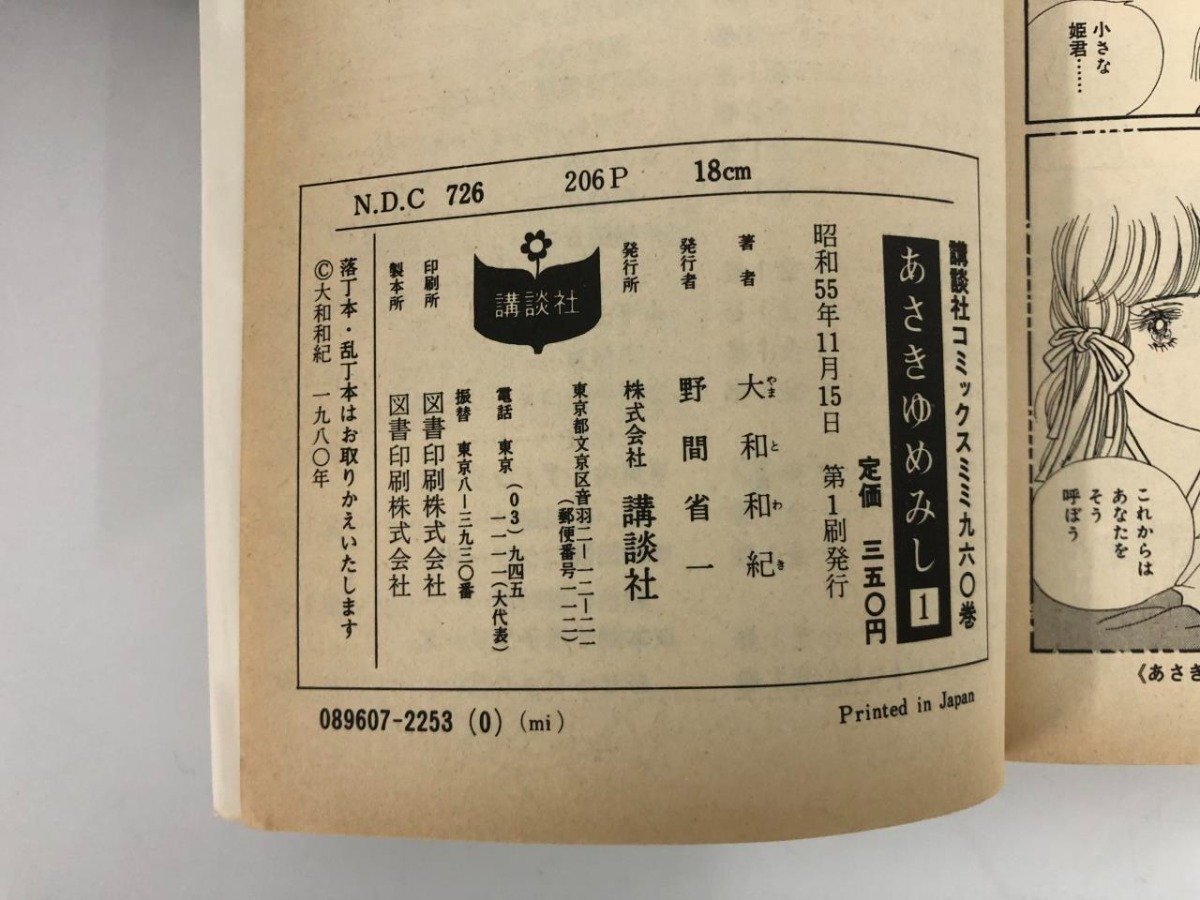 小さな
姫君……
これからは
あなたを
そう
呼ぼう
《あさき
N.D.C 726 206P 18cm
講談社コミックスミミ九六〇巻
あさきゆめみし 1
定価 三五〇円
昭和55年11月15日 第1刷発行
著者 大和和紀
やまと わき
発行者 野間省一
発行所 株式会社 講談社
東京都文京区音羽二—一二—二一
(郵便番号一一二)
電話 東京(03)九四五
一一一一(大代表)
振替 東京八—三九三〇番
講談社
印刷所 図書印刷株式会社
製本所 図書印刷株式会社
落丁本・乱丁本はお取りかえいたします
©大和和紀 一九八〇年
089607-2253 (0) (mi)
Printed in Japan